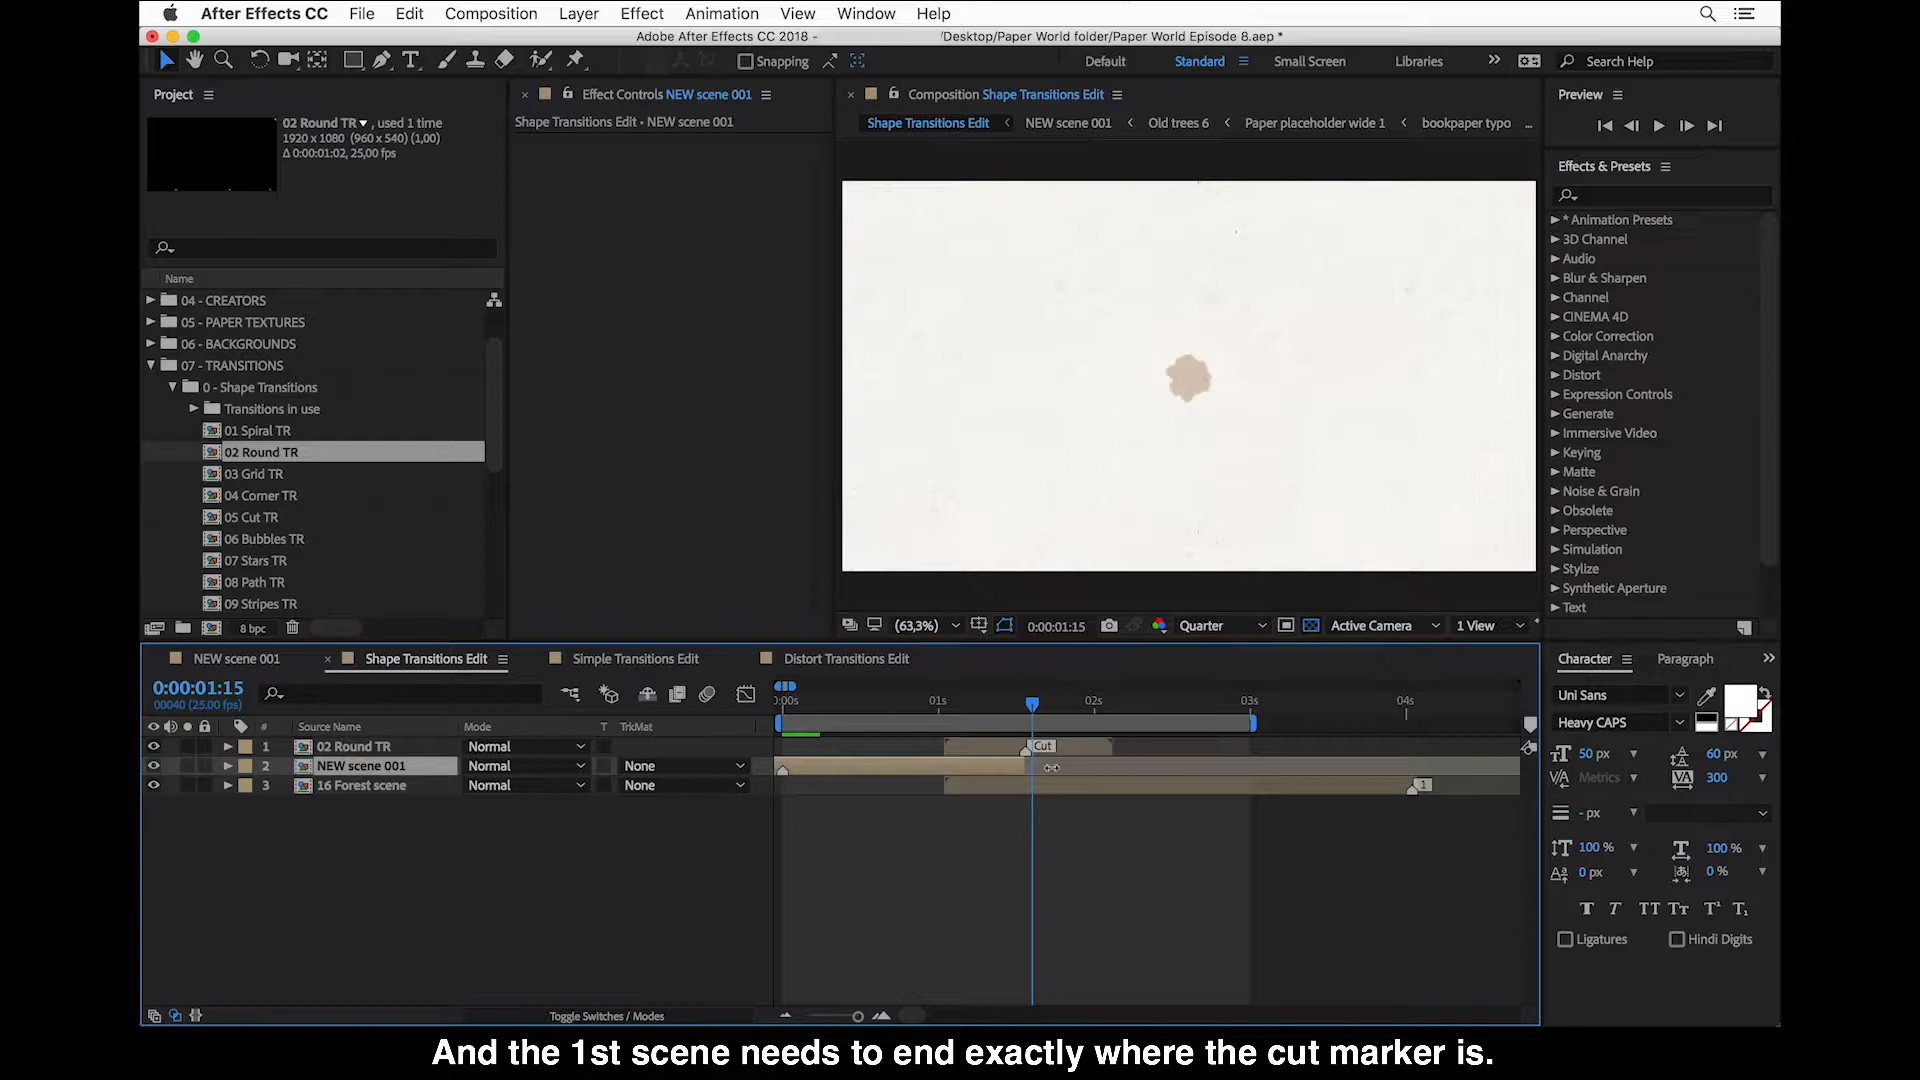 After Effects CC File Edit Composition Layer Effect Animation View Window Help
Adobe After Effects CC 2018 - /Desktop/Paper World folder/Paper World Episode 8.aep *
Snapping Default Standard Small Screen Libraries Search Help
Project
Effect Controls NEW scene 001
Composition Shape Transitions Edit
Preview
02 Round TR , used 1 time
1920 x 1080 (960 x 540) (1,00)
Δ 0:00:01:02, 25,00 fps
Shape Transitions Edit • NEW scene 001
Shape Transitions Edit NEW scene 001 Old trees 6 Paper placeholder wide 1 bookpaper typo ...
Effects & Presets
Name
04 - CREATORS
05 - PAPER TEXTURES
06 - BACKGROUNDS
07 - TRANSITIONS
0 - Shape Transitions
Transitions in use
01 Spiral TR
02 Round TR
03 Grid TR
04 Corner TR
05 Cut TR
06 Bubbles TR
07 Stars TR
08 Path TR
09 Stripes TR
8 bpc
* Animation Presets
3D Channel
Audio
Blur & Sharpen
Channel
CINEMA 4D
Color Correction
Digital Anarchy
Distort
Expression Controls
Generate
Immersive Video
Keying
Matte
Noise & Grain
Obsolete
Perspective
Simulation
Stylize
Synthetic Aperture
Text
(63,3%) 0:00:01:15 Quarter Active Camera 1 View
NEW scene 001 Shape Transitions Edit Simple Transitions Edit Distort Transitions Edit
0:00:01:15
00040 (25.00 fps)
:00s 01s 02s 03s 04s
# Source Name Mode T TrkMat
1 02 Round TR Normal Cut
2 NEW scene 001 Normal None
3 16 Forest scene Normal None 1
Toggle Switches / Modes
Character Paragraph
Uni Sans
Heavy CAPS
50 px 60 px
Metrics 300
- px
100 % 100 %
0 px 0 %
T T TT Tt T¹ T₁
Ligatures Hindi Digits
And the 1st scene needs to end exactly where the cut marker is.